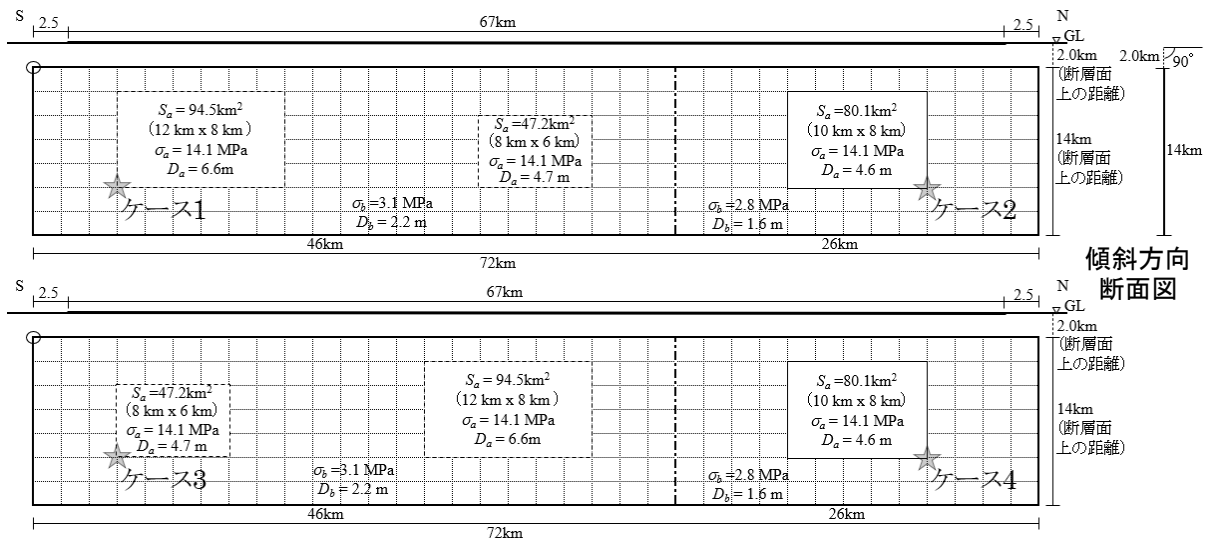 S
2.5
67km
2.5
N
GL
2.0km
(断層面
上の距離)
2.0km
90°
Sa = 94.5km²
(12 km x 8 km )
σa = 14.1 MPa
Da = 6.6m
Sa =47.2km²
(8 km x 6 km)
σa = 14.1 MPa
Da = 4.7 m
Sa =80.1km²
(10 km x 8 km)
σa = 14.1 MPa
Da = 4.6 m
14km
(断層面
上の距離)
14km
ケース1
σb =3.1 MPa
Db = 2.2 m
σb =2.8 MPa
Db = 1.6 m
ケース2
46km
26km
72km
傾斜方向
断面図
S
2.5
67km
2.5
N
GL
2.0km
(断層面
上の距離)
Sa =47.2km²
(8 km x 6 km)
σa = 14.1 MPa
Da = 4.7 m
Sa = 94.5km²
(12 km x 8 km)
σa = 14.1 MPa
Da = 6.6m
Sa =80.1km²
(10 km x 8 km)
σa = 14.1 MPa
Da = 4.6 m
14km
(断層面
上の距離)
ケース3
σb =3.1 MPa
Db = 2.2 m
σb =2.8 MPa
Db = 1.6 m
ケース4
46km
26km
72km